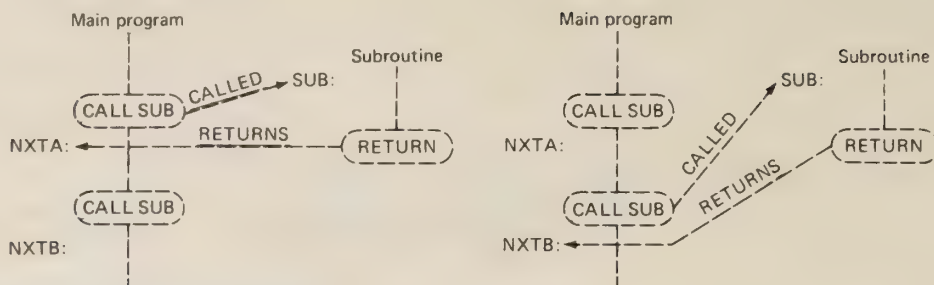 Main program
Subroutine
CALLED
SUB:
CALL SUB
RETURNS
NXTA:
RETURN
CALL SUB
NXTB:
Main program
Subroutine
SUB:
CALL SUB
CALLED
NXTA:
RETURN
RETURNS
CALL SUB
NXTB: